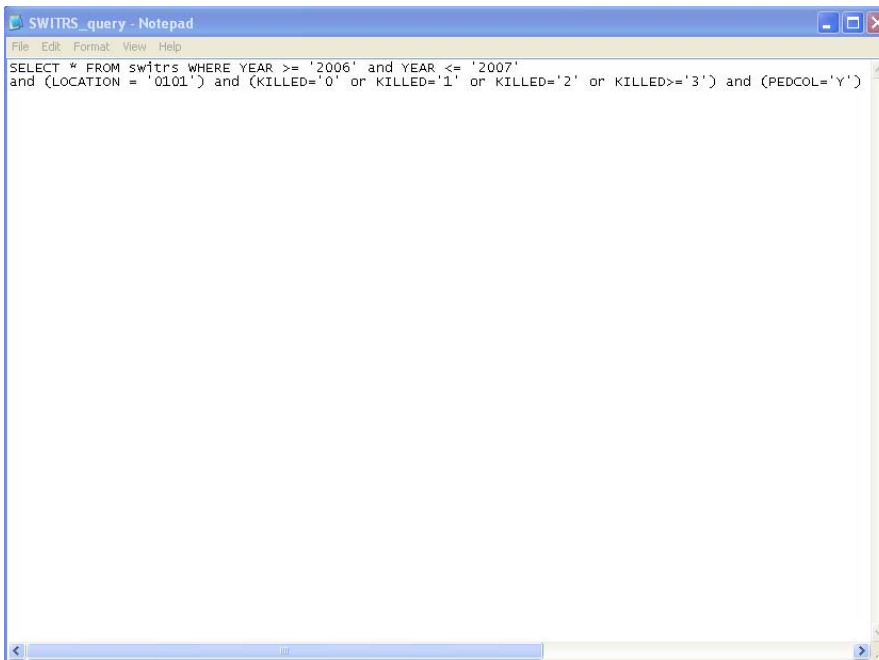 SWITRS_query - Notepad
File Edit Format View Help
SELECT * FROM switrs WHERE YEAR >= '2006' and YEAR <= '2007'
and (LOCATION = '0101') and (KILLED='0' or KILLED='1' or KILLED='2' or KILLED>='3') and (PEDCOL='Y')